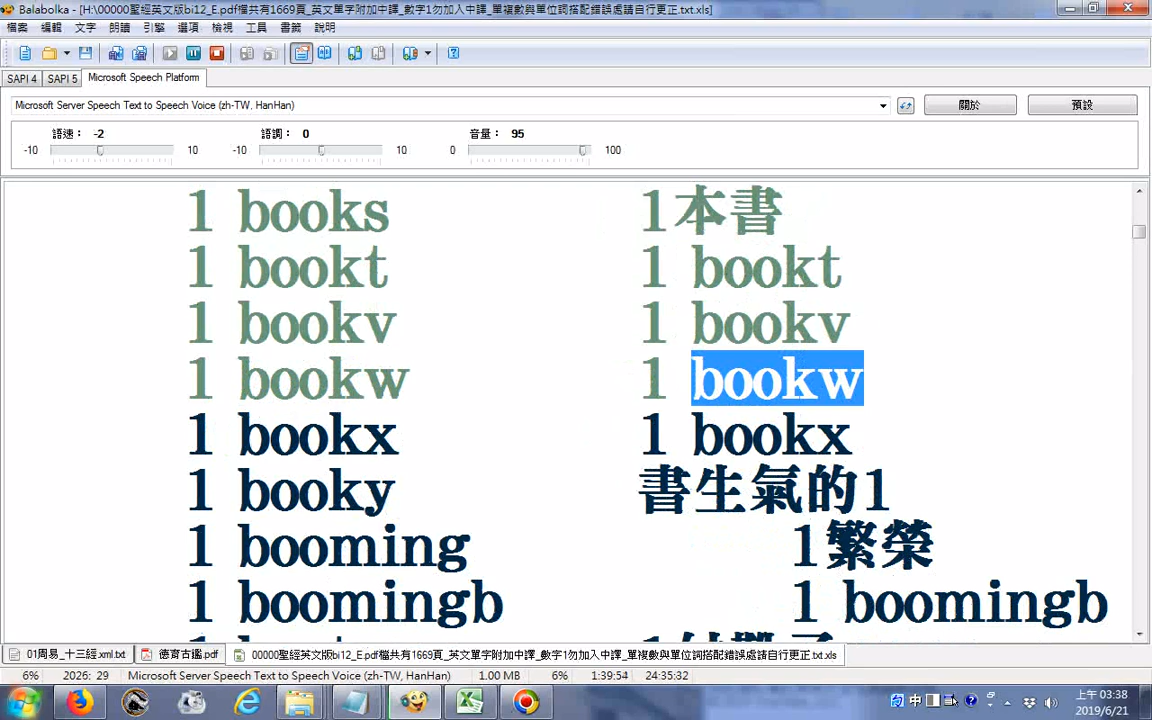 Balabolka - [H:\00000聖經英文版bi12_E.pdf檔共有1669頁_英文單字附加中譯_數字1勿加入中譯_單複數與單位詞搭配錯誤處請自行更正.txt.xls]
檔案 編輯 文字 朗讀 引擎 選項 檢視 工具 書籤 說明
SAPI 4 SAPI 5 Microsoft Speech Platform
Microsoft Server Speech Text to Speech Voice (zh-TW, HanHan) 關於 預設
語速： -2 語調： 0 音量： 95
-10 10 -10 10 0 100
1 books 1本書
1 bookt 1 bookt
1 bookv 1 bookv
1 bookw 1 bookw
1 bookx 1 bookx
1 booky 書生氣的1
1 booming 1繁榮
1 boomingb 1 boomingb
01周易_十三經.xml.txt 德育古鑑.pdf 00000聖經英文版bi12_E.pdf檔共有1669頁_英文單字附加中譯_數字1勿加入中譯_單複數與單位詞搭配錯誤處請自行更正.txt.xls
6% 2026: 29 Microsoft Server Speech Text to Speech Voice (zh-TW, HanHan) 1.00 MB 6% 1:39:54 24:35:32
中 上午 03:38
2019/6/21